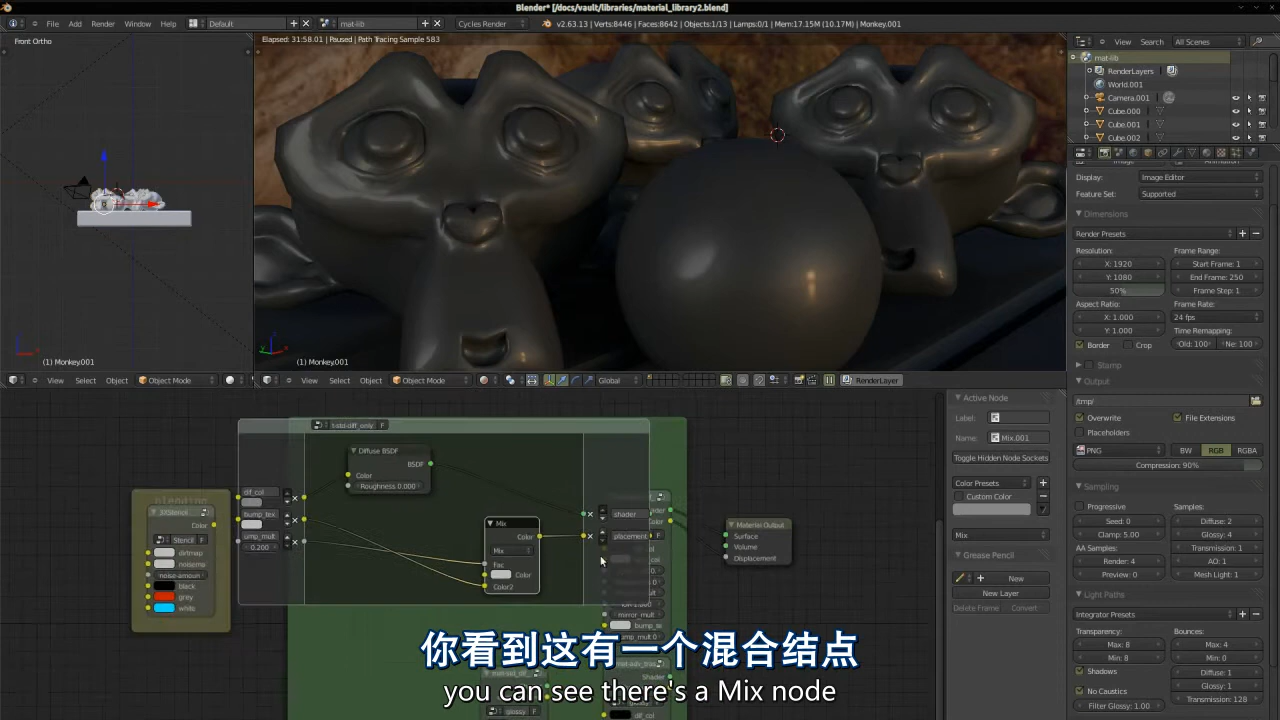 Blender* [/docs/vault/libraries/material_library2.blend]
File Add Render Window Help
Default
mat-lib
Cycles Render
v2.63.13 | Verts:8446 | Faces:8642 | Objects:1/13 | Lamps:0/1 | Mem:17.15M (10.17M) | Monkey.001
Front Ortho
Elapsed: 31:58.01 | Paused | Path Tracing Sample 583
View Search All Scenes
mat-lib
RenderLayers
World.001
Camera.001
Cube.000
Cube.001
Cube.002
Display: Image Editor
Feature Set: Supported
Dimensions
Render Presets
Resolution: Frame Range:
X: 1920 Start Frame: 1
Y: 1080 End Frame: 250
50% Frame Step: 1
Aspect Ratio: Frame Rate:
X: 1.000 24 fps
Y: 1.000 Time Remapping:
Border Crop Old: 100 Ne: 100
Stamp
Output
/tmp/
Overwrite File Extensions
Placeholders
PNG BW RGB RGBA
Compression: 90%
Sampling
Progressive Samples:
Seed: 0 Diffuse: 2
Clamp: 5.00 Glossy: 4
AA Samples: Transmission: 1
Render: 4 AO: 1
Preview: 0 Mesh Light: 1
Light Paths
Integrator Presets
Transparency: Bounces:
Max: 8 Max: 4
Min: 8 Min: 0
Shadows Diffuse: 1
Glossy: 1
No Caustics Transmission: 128
Filter Glossy: 1.00
(1) Monkey.001
(1) Monkey.001
View Select Object Object Mode
View Select Object Object Mode Global RenderLayer
t-std-diff_only F
Diffuse BSDF
BSDF
Color
Roughness 0.000
dif_col
bump_tex
ump_mult
0.200
Mix
Color
Mix
Fac
Color
Color2
shader
placement F
blending
Color
Stencil F
dirtmap
noisemp
noise-amoun
black
grey
white
mirror_mult
Material Output
Surface
Volume
Displacement
Shader
glossy F
dif_col
Active Node
Label:
Name: Mix.001
Toggle Hidden Node Sockets
Color Presets
Custom Color
Mix
Grease Pencil
New
New Layer
Delete Frame Convert
你看到这有一个混合结点
you can see there's a Mix node